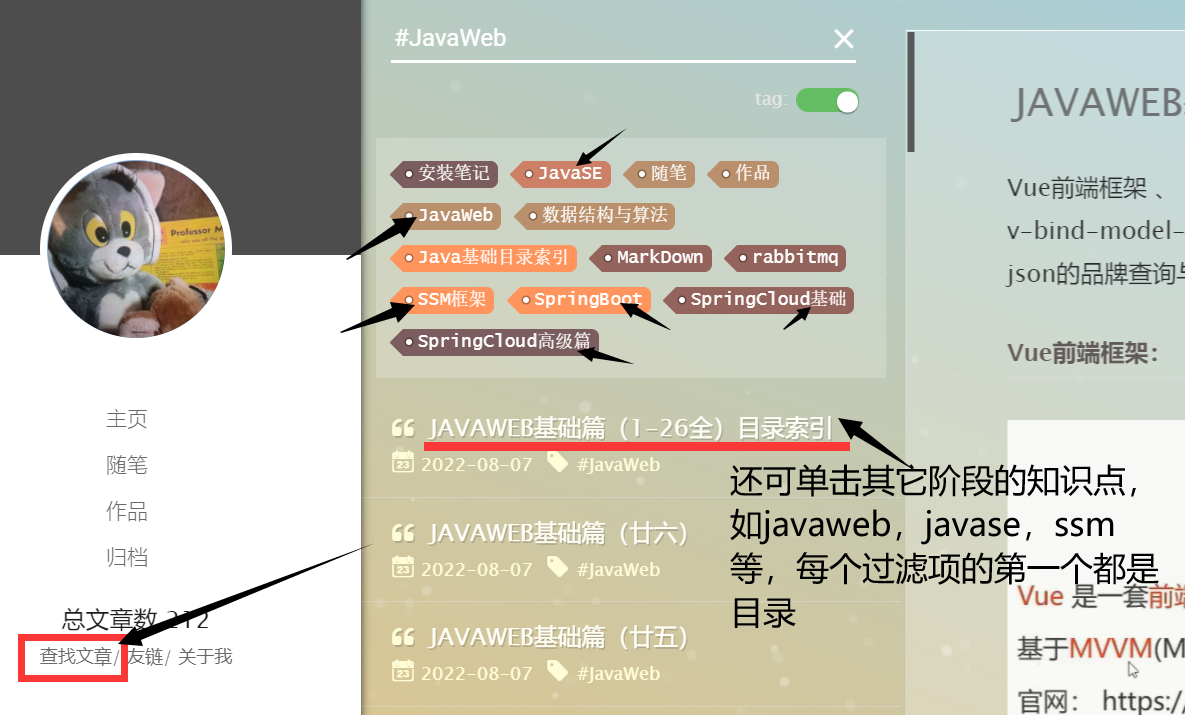 #JavaWeb
tag:
安装笔记 JavaSE 随笔 作品
JavaWeb 数据结构与算法
Java基础目录索引 MarkDown rabbitmq
SSM框架 SpringBoot SpringCloud基础
SpringCloud高级篇
JAVAWEB基础篇（1-26全）目录索引
23 2022-08-07 #JavaWeb
JAVAWEB基础篇（廿六）
23 2022-08-07 #JavaWeb
JAVAWEB基础篇（廿五）
23 2022-08-07 #JavaWeb
还可单击其它阶段的知识点，
如javaweb，javase，ssm
等，每个过滤项的第一个都是
目录
Professor M
主页
随笔
作品
归档
总文章数 212
查找文章/ 友链/ 关于我
JAVAWEB
Vue前端框架 、
v-bind-model-
json的品牌查询与
Vue前端框架：
Vue 是一套前端
基于MVVM(M
官网： https:/